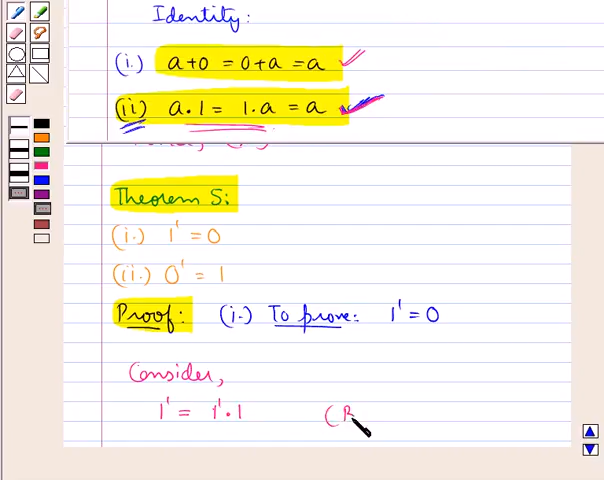 Identity:
(i.) a+0 = 0+a = a
(ii) a·1 = 1·a = a
Theorem 5:
(i.) 1' = 0
(ii.) 0' = 1
Proof: (i.) To prove: 1' = 0
Consider,
1' = 1'·1 (B